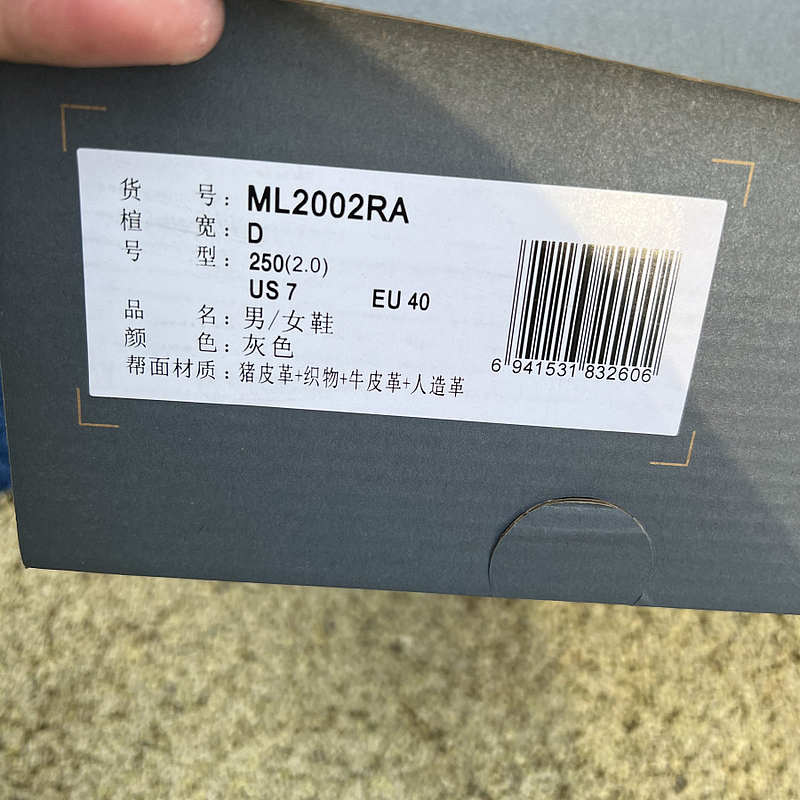 货号：ML2002RA
楦宽：D
号型：250(2.0)
US 7 EU 40
品名：男/女鞋
颜色：灰色
帮面材质：猪皮革+织物+牛皮革+人造革
6 941531 832606